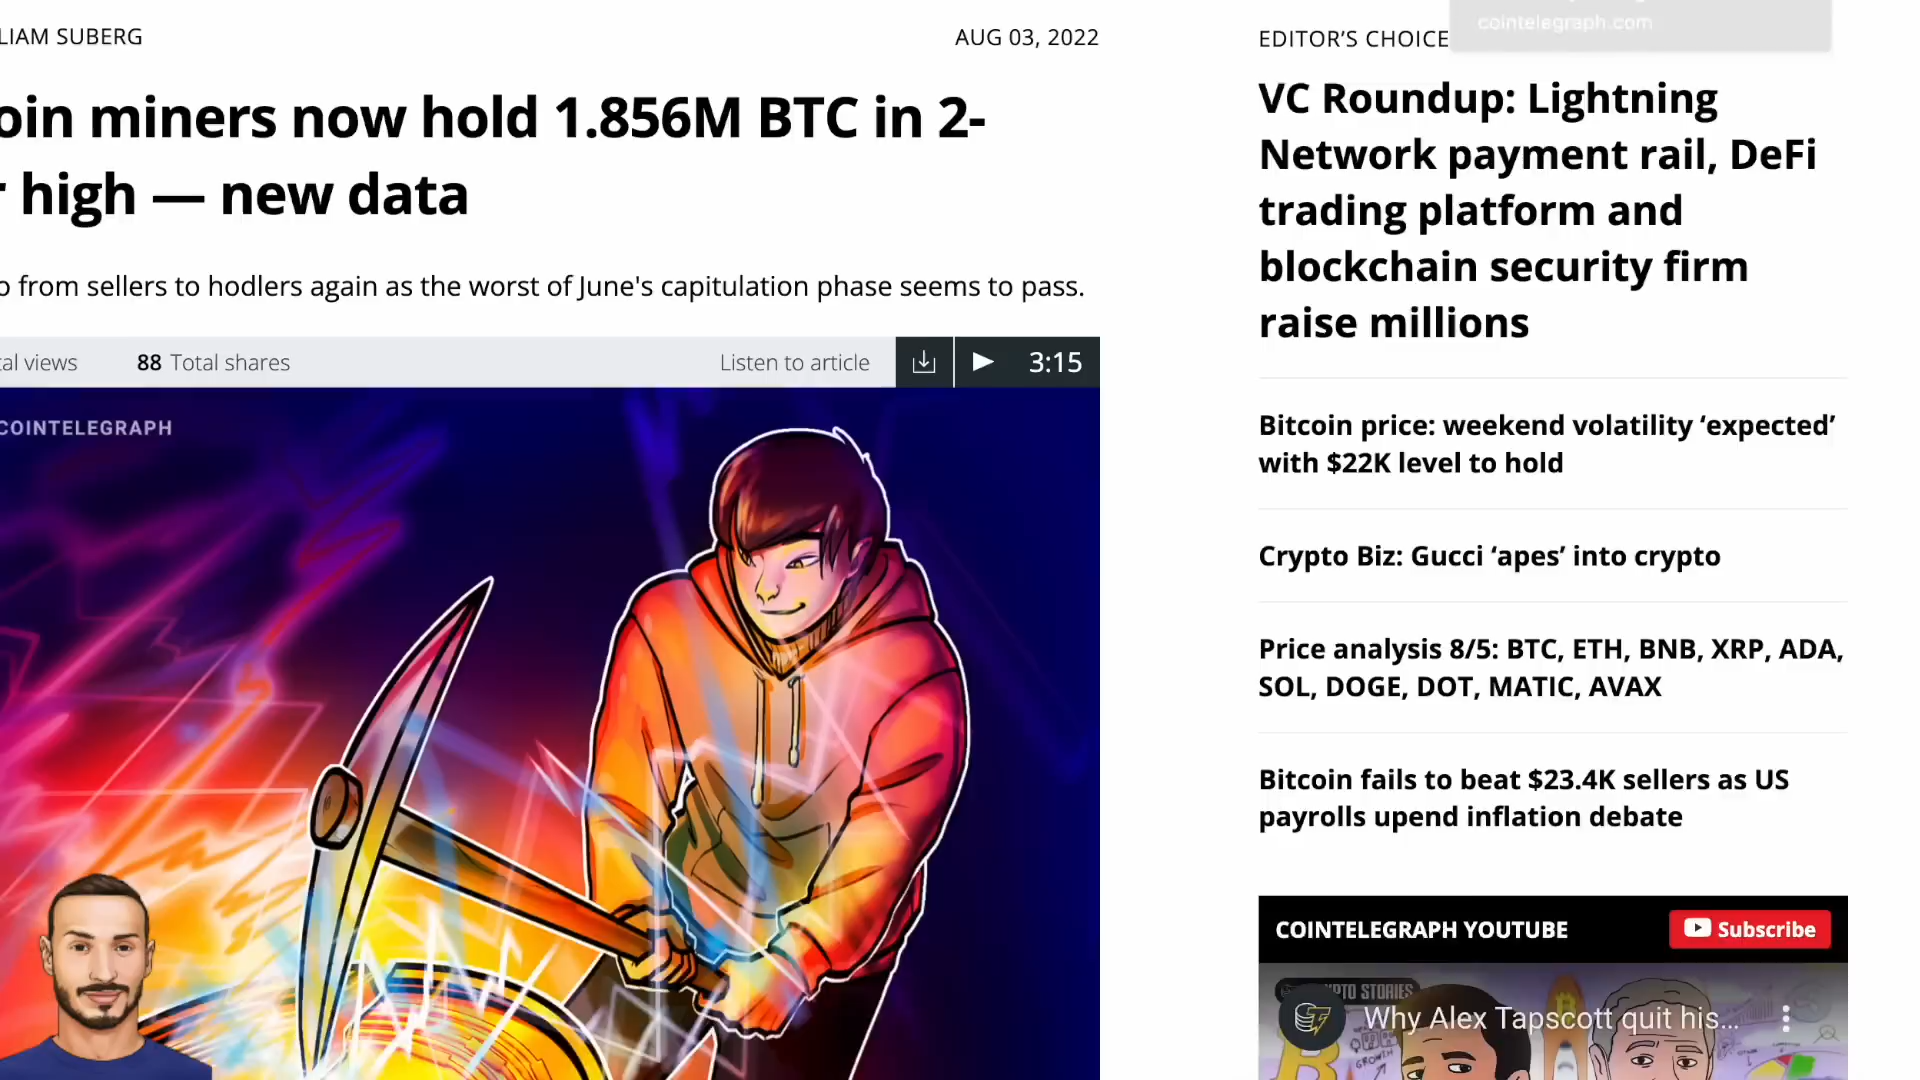 LIAM SUBERG
AUG 03, 2022
oin miners now hold 1.856M BTC in 2-
r high — new data
o from sellers to hodlers again as the worst of June's capitulation phase seems to pass.
al views
88 Total shares
Listen to article
3:15
COINTELEGRAPH
cointelegraph.com
EDITOR’S CHOICE
VC Roundup: Lightning
Network payment rail, DeFi
trading platform and
blockchain security firm
raise millions
Bitcoin price: weekend volatility ‘expected’
with $22K level to hold
Crypto Biz: Gucci ‘apes’ into crypto
Price analysis 8/5: BTC, ETH, BNB, XRP, ADA,
SOL, DOGE, DOT, MATIC, AVAX
Bitcoin fails to beat $23.4K sellers as US
payrolls upend inflation debate
COINTELEGRAPH YOUTUBE
Subscribe
PTO STORIES
Why Alex Tapscott quit his...
GROWTH